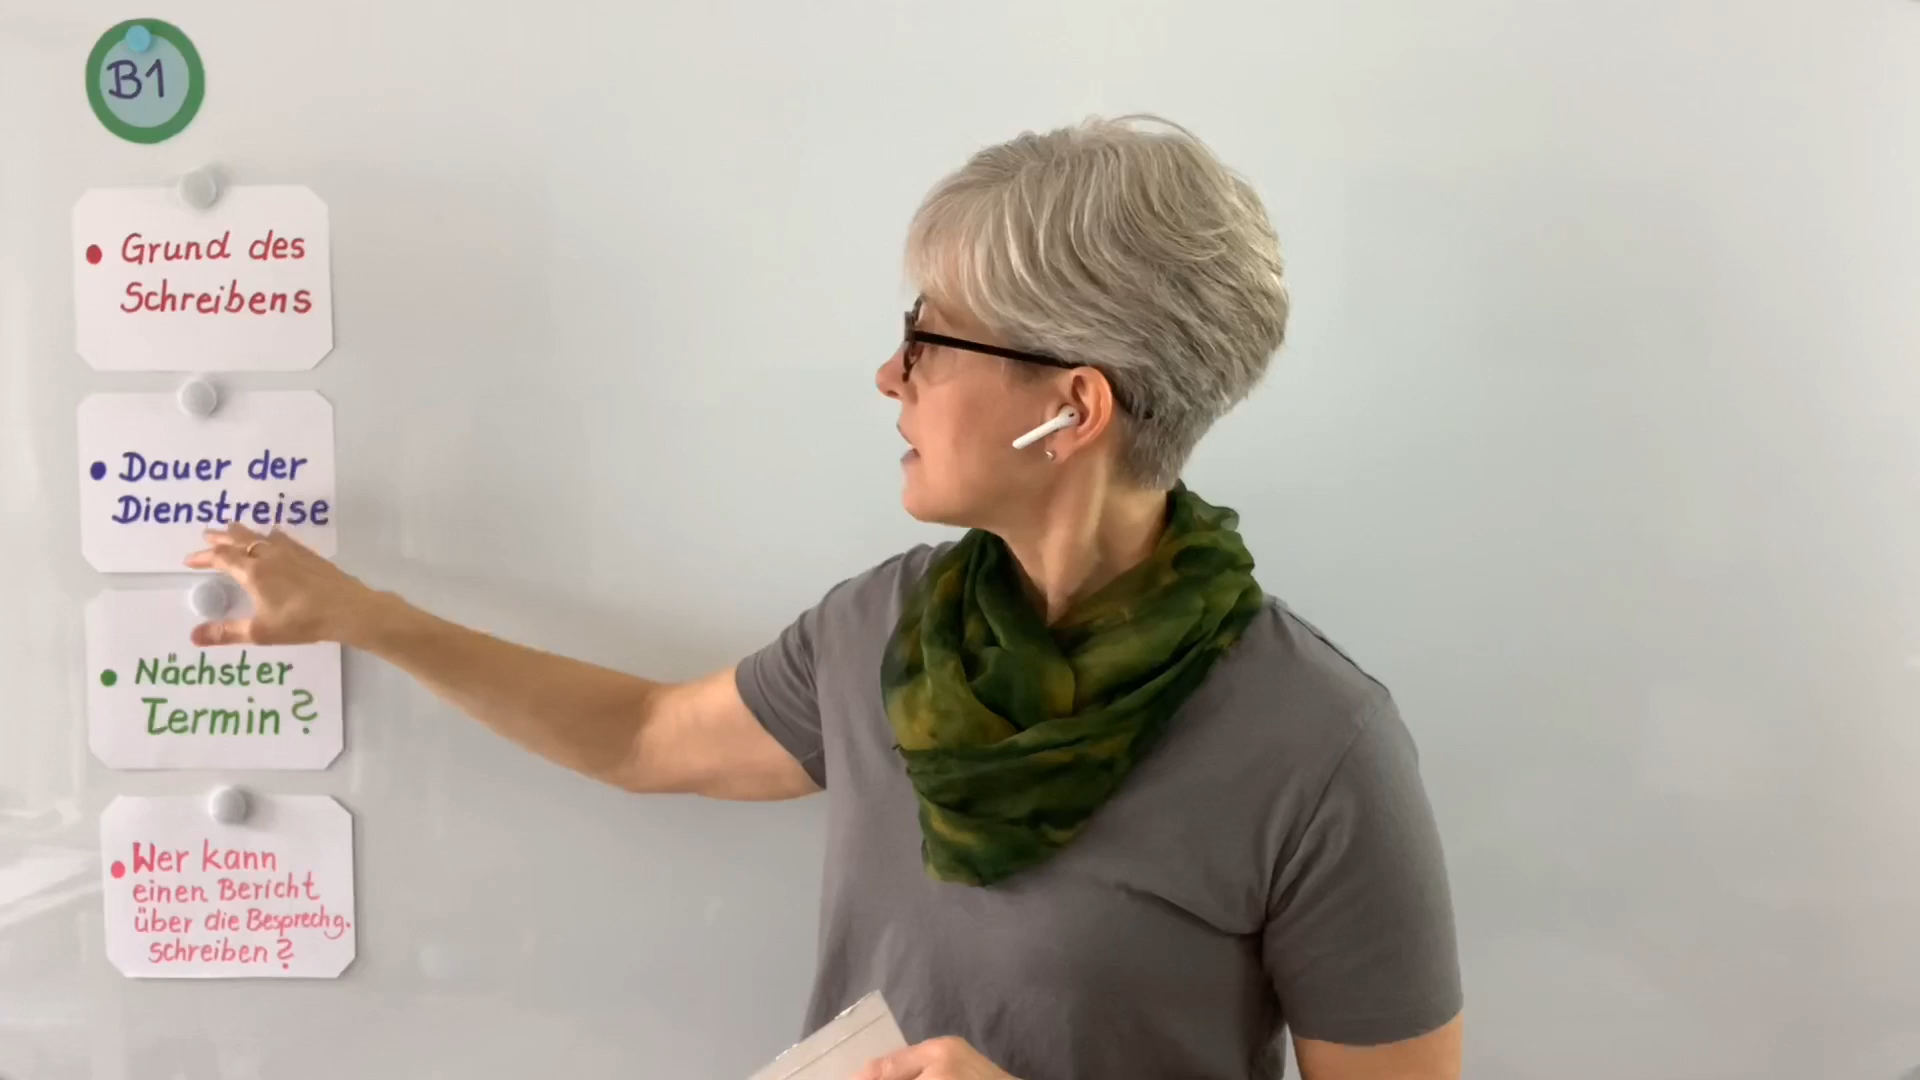 B1
• Grund des
Schreibens
• Dauer der
Dienstreise
• Nächster
Termin?
• Wer kann
einen Bericht
über die Besprechg.
schreiben?